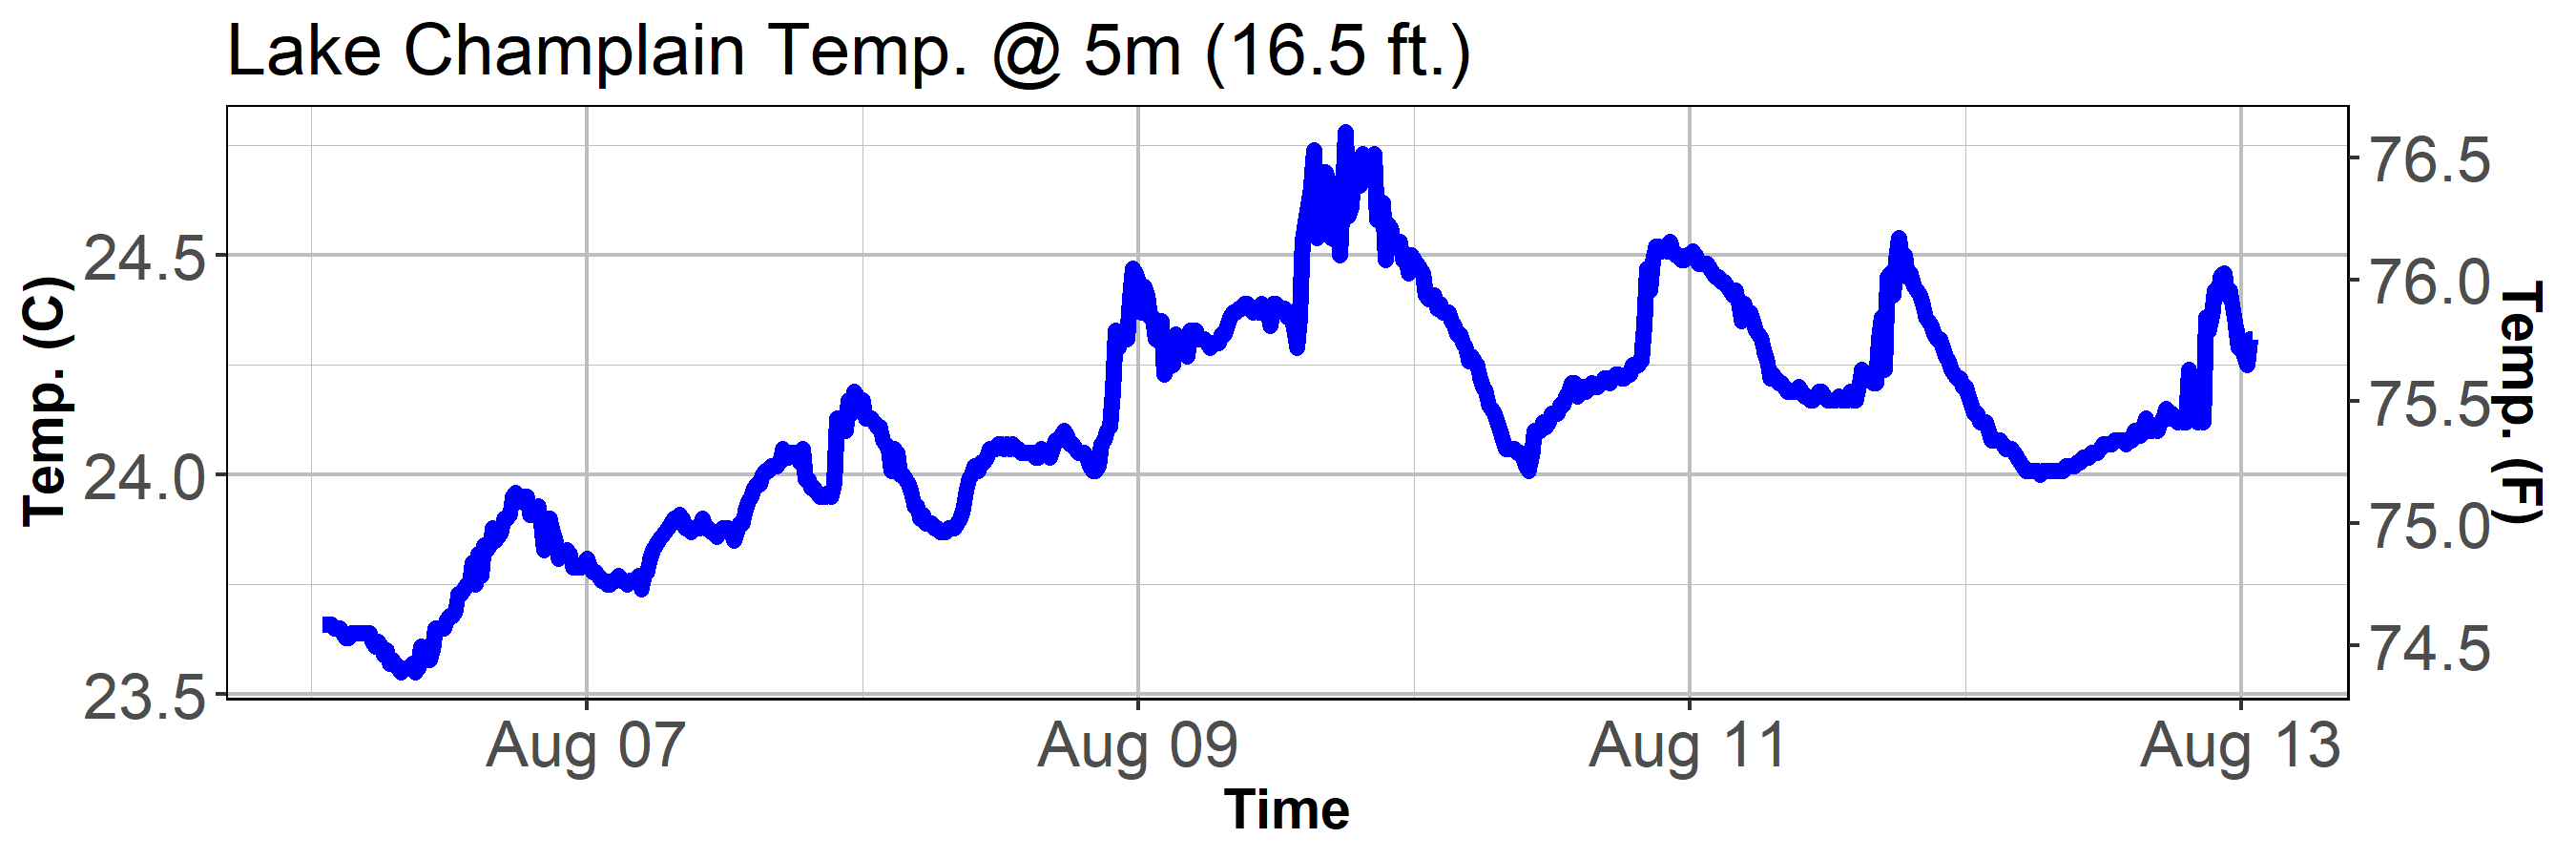 Lake Champlain Temp. @ 5m (16.5 ft.)
Temp. (C)
24.5
24.0
23.5
76.5
76.0
75.5
75.0
74.5
Temp. (F)
Aug 07 Aug 09 Aug 11 Aug 13
Time